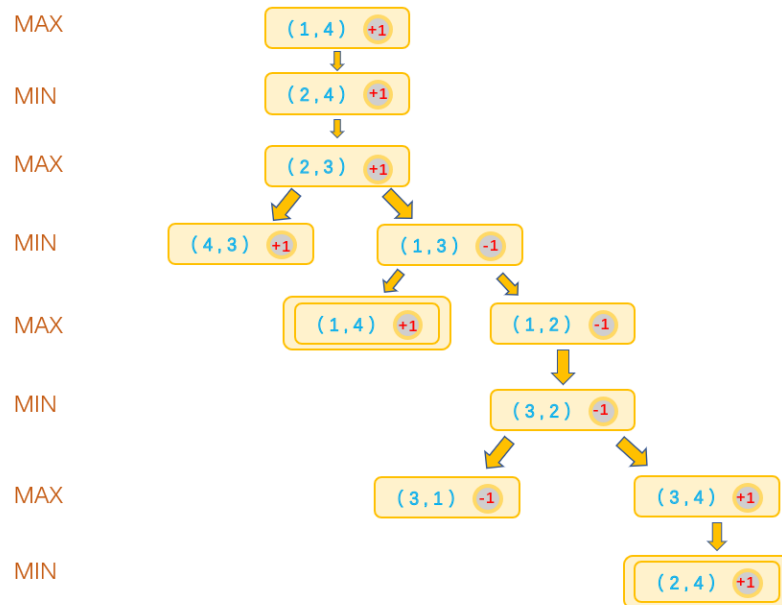 MAX (1,4) +1
MIN (2,4) +1
MAX (2,3) +1
MIN (4,3) +1 (1,3) -1
MAX (1,4) +1 (1,2) -1
MIN (3,2) -1
MAX (3,1) -1 (3,4) +1
MIN (2,4) +1